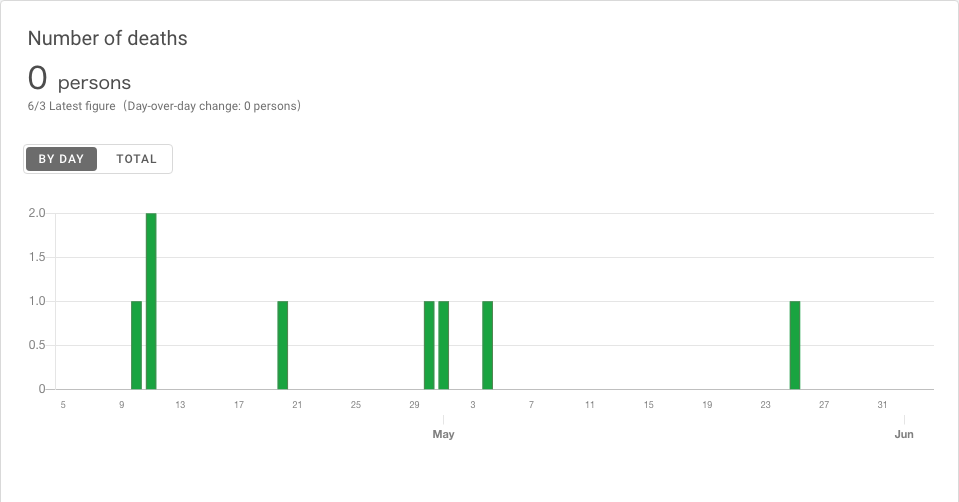 Number of deaths
0 persons
6/3 Latest figure（Day-over-day change: 0 persons）
BY DAY TOTAL
2.0
1.5
1.0
0.5
0
5 9 13 17 21 25 29 3 7 11 15 19 23 27 31
May Jun